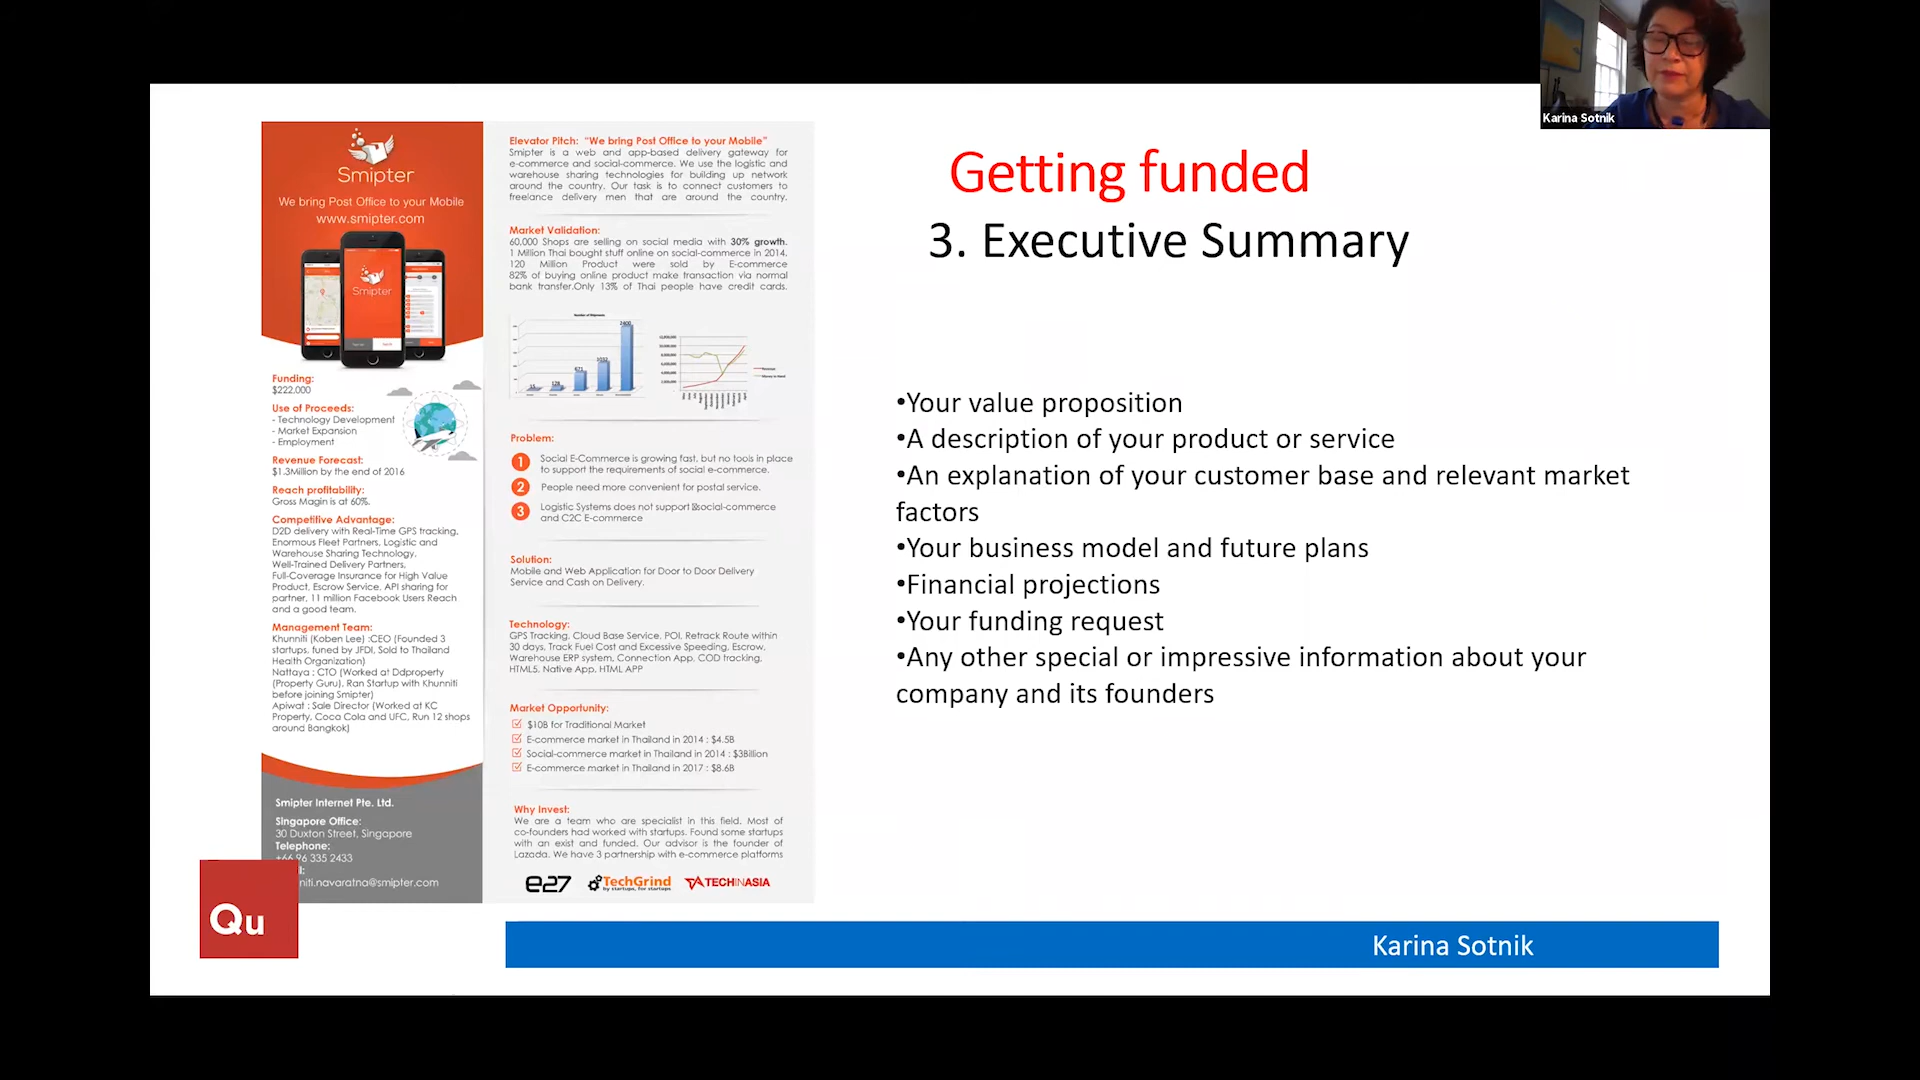 Karina Sotnik
Smipter
We bring Post Office to your Mobile
www.smipter.com
Smipter
Funding:
$222,000
Use of Proceeds:
- Technology Development
- Market Expansion
- Employment
Revenue Forecast:
$1.3Million by the end of 2016
Reach profitability:
Gross Magin is at 60%.
Competitive Advantage:
D2D delivery with Real-Time GPS tracking,
Enormous Fleet Partners, Logistic and
Warehouse Sharing Technology,
Well-Trained Delivery Partners,
Full-Coverage Insurance for High Value
Product, Escrow Service, API sharing for
partner, 11 million Facebook Users Reach
and a good team.
Management Team:
Khunniti (Koben Lee) :CEO (Founded 3
startups, funed by JFDI, Sold to Thailand
Health Organization)
Nattaya : CTO (Worked at Ddproperty
(Property Guru), Ran Startup with Khunniti
before joining Smipter)
Apiwat : Sale Director (Worked at KC
Property, Coca Cola and UFC, Run 12 shops
around Bangkok)
Smipter Internet Pte. Ltd.
Singapore Office:
30 Duxton Street, Singapore
Telephone:
+66 96 335 2433
niti.navaratna@smipter.com
Qu
Elevator Pitch: "We bring Post Office to your Mobile"
Smipter is a web and app-based delivery gateway for
e-commerce and social-commerce. We use the logistic and
warehouse sharing technologies for building up network
around the country. Our task is to connect customers to
freelance delivery men that are around the country.
Market Validation:
60,000 Shops are selling on social media with 30% growth.
1 Million Thai bought stuff online on social-commerce in 2014.
120 Million Product were sold by E-commerce
82% of buying online product make transaction via normal
bank transfer.Only 13% of Thai people have credit cards.
Number of Shipments
128
671
1032
2400
Problem:
1 Social E-Commerce is growing fast, but no tools in place
to support the requirements of social e-commerce.
2 People need more convenient for postal service.
3 Logistic Systems does not support social-commerce
and C2C E-commerce
Solution:
Mobile and Web Application for Door to Door Delivery
Service and Cash on Delivery.
Technology:
GPS Tracking, Cloud Base Service, POI, Retrack Route within
30 days, Track Fuel Cost and Excessive Speeding, Escrow,
Warehouse ERP system, Connection App, COD tracking,
HTML5, Native App, HTML APP
Market Opportunity:
$10B for Traditional Market
E-commerce market in Thailand in 2014 : $4.5B
Social-commerce market in Thailand in 2014 : $3Billion
E-commerce market in Thailand in 2017 : $8.6B
Why Invest:
We are a team who are specialist in this field. Most of
co-founders had worked with startups. Found some startups
with an exist and funded. Our advisor is the founder of
Lazada. We have 3 partnership with e-commerce platforms
e27
TechGrind
by startups, for startups
TECHINASIA
Getting funded
3. Executive Summary
•Your value proposition
•A description of your product or service
•An explanation of your customer base and relevant market
factors
•Your business model and future plans
•Financial projections
•Your funding request
•Any other special or impressive information about your
company and its founders
Karina Sotnik